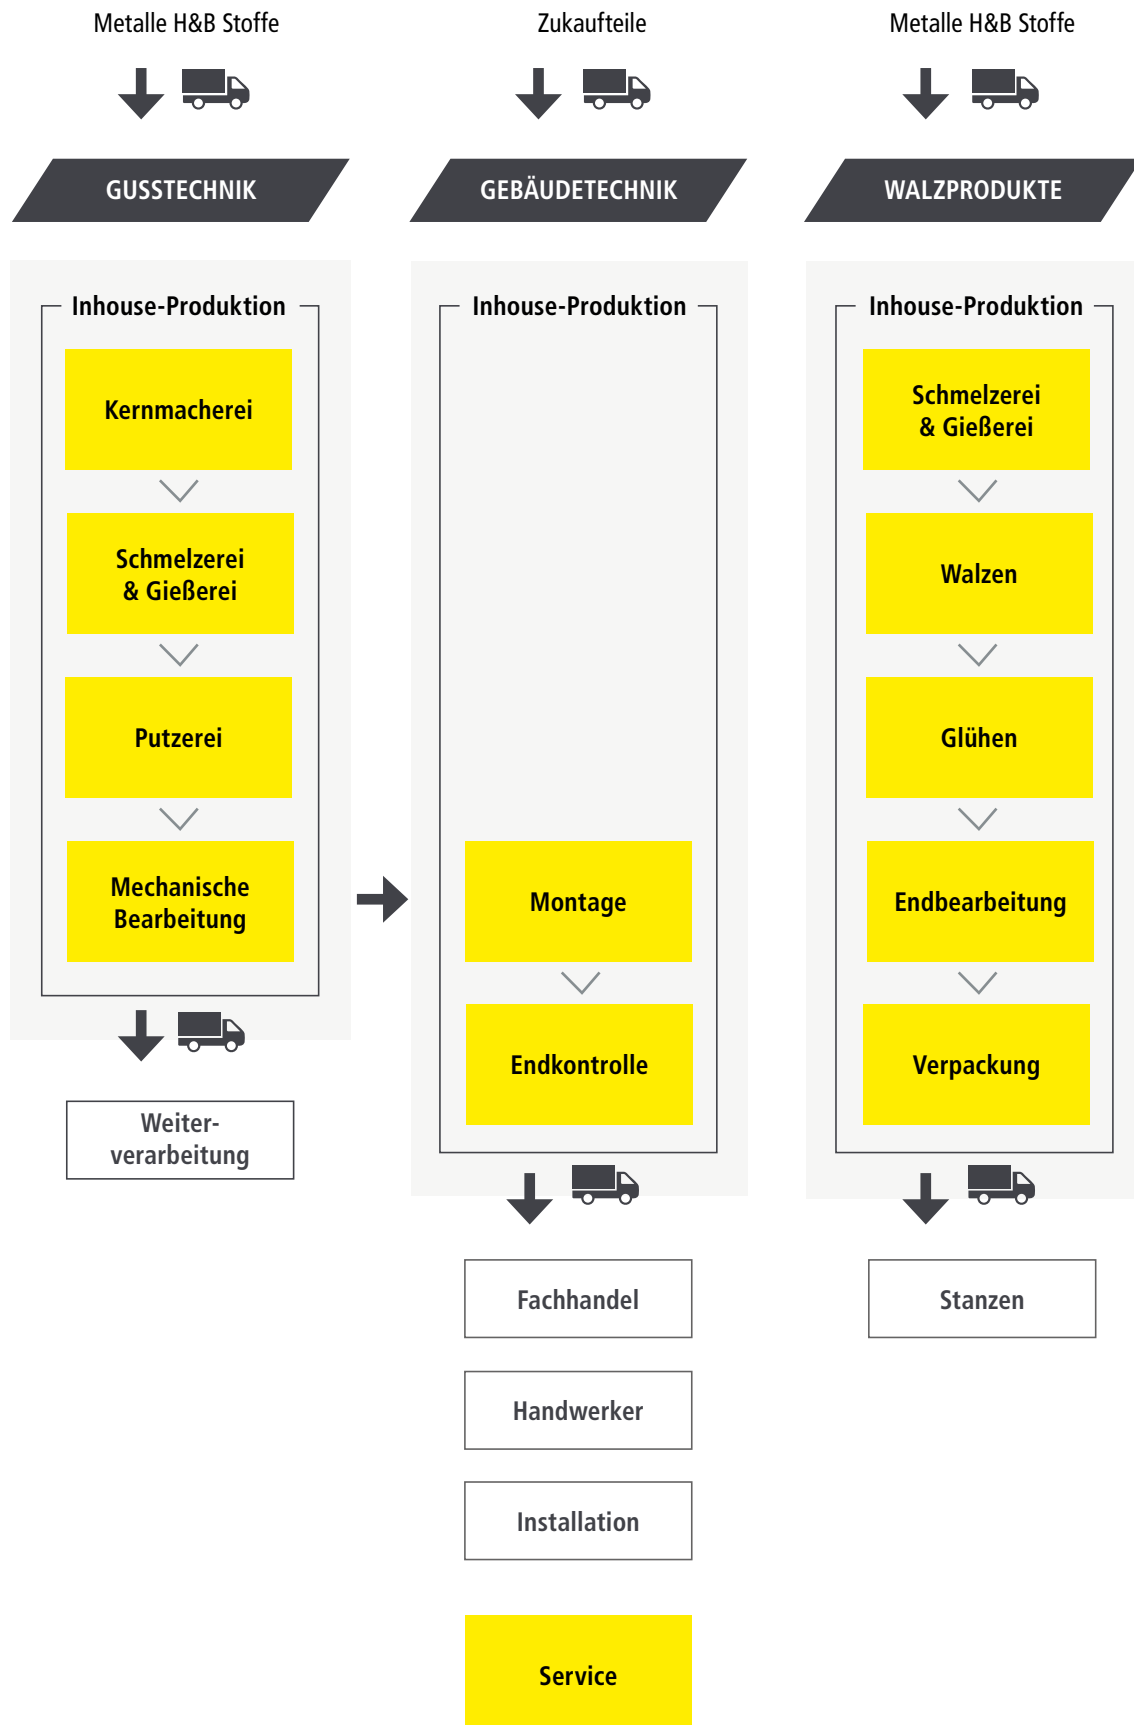 Metalle H&B Stoffe
GUSSTECHNIK
Inhouse-Produktion
Kernmacherei
Schmelzerei
& Gießerei
Putzerei
Mechanische
Bearbeitung
Weiter-
verarbeitung
Zukaufteile
GEBÄUDETECHNIK
Inhouse-Produktion
Montage
Endkontrolle
Fachhandel
Handwerker
Installation
Service
Metalle H&B Stoffe
WALZPRODUKTE
Inhouse-Produktion
Schmelzerei
& Gießerei
Walzen
Glühen
Endbearbeitung
Verpackung
Stanzen